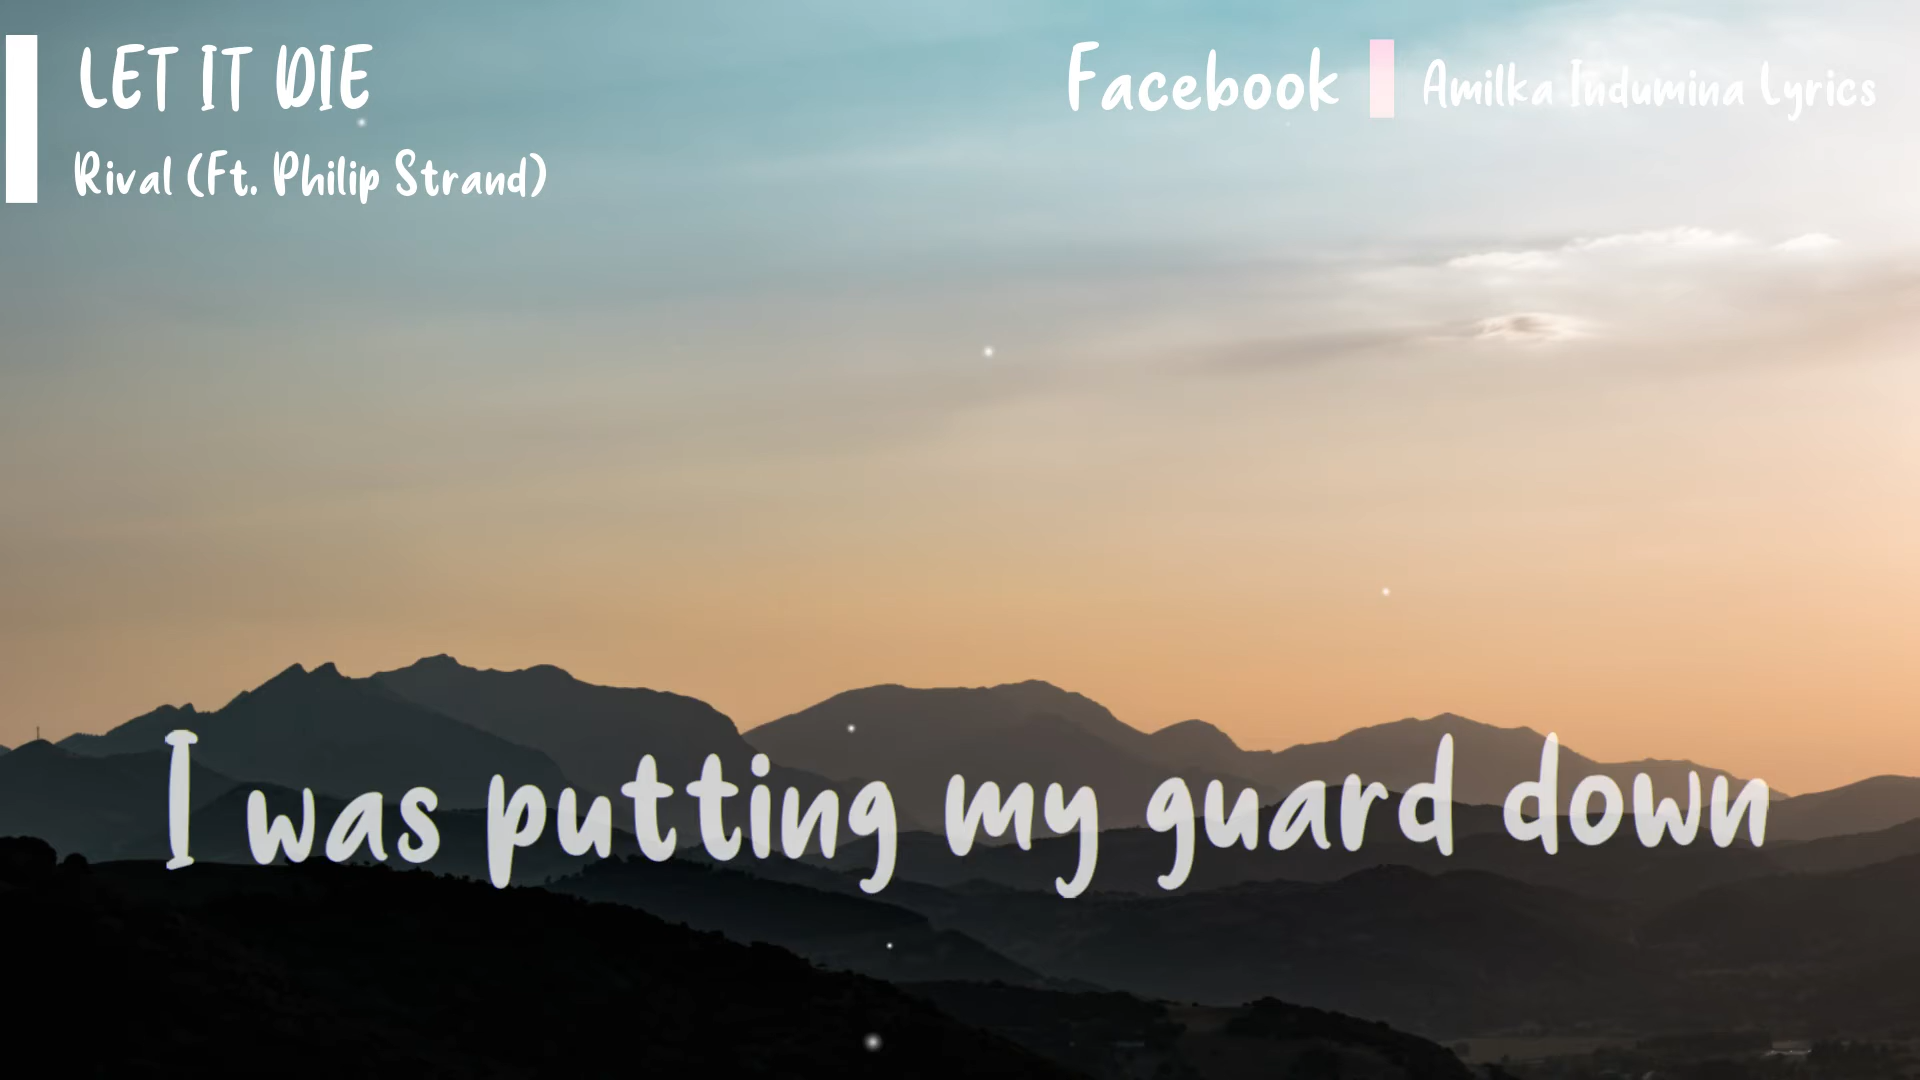 LET IT DIE
Rival (Ft. Philip Strand)
Facebook
Amilka Indumina Lyrics
I was putting my guard down